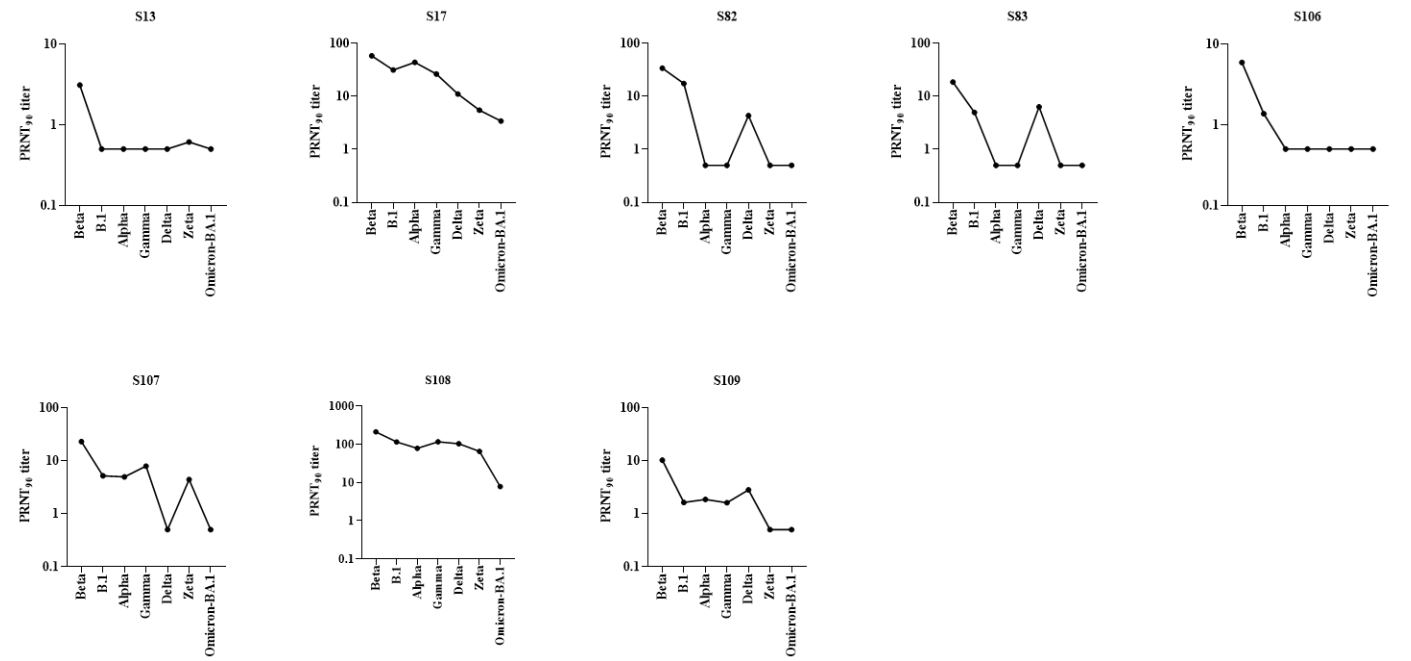 S13
10
1
0.1
PRNT₉₀ titer
Beta
B.1
Alpha
Gamma
Delta
Zeta
Omicron-BA.1
S17
100
10
1
0.1
PRNT₉₀ titer
Beta
B.1
Alpha
Gamma
Delta
Zeta
Omicron-BA.1
S82
100
10
1
0.1
PRNT₉₀ titer
Beta
B.1
Alpha
Gamma
Delta
Zeta
Omicron-BA.1
S83
100
10
1
0.1
PRNT₉₀ titer
Beta
B.1
Alpha
Gamma
Delta
Zeta
Omicron-BA.1
S106
10
1
0.1
PRNT₉₀ titer
Beta
B.1
Alpha
Gamma
Delta
Zeta
Omicron-BA.1
S107
100
10
1
0.1
PRNT₉₀ titer
Beta
B.1
Alpha
Gamma
Delta
Zeta
Omicron-BA.1
S108
1000
100
10
1
0.1
PRNT₉₀ titer
Beta
B.1
Alpha
Gamma
Delta
Zeta
Omicron-BA.1
S109
100
10
1
0.1
PRNT₉₀ titer
Beta
B.1
Alpha
Gamma
Delta
Zeta
Omicron-BA.1